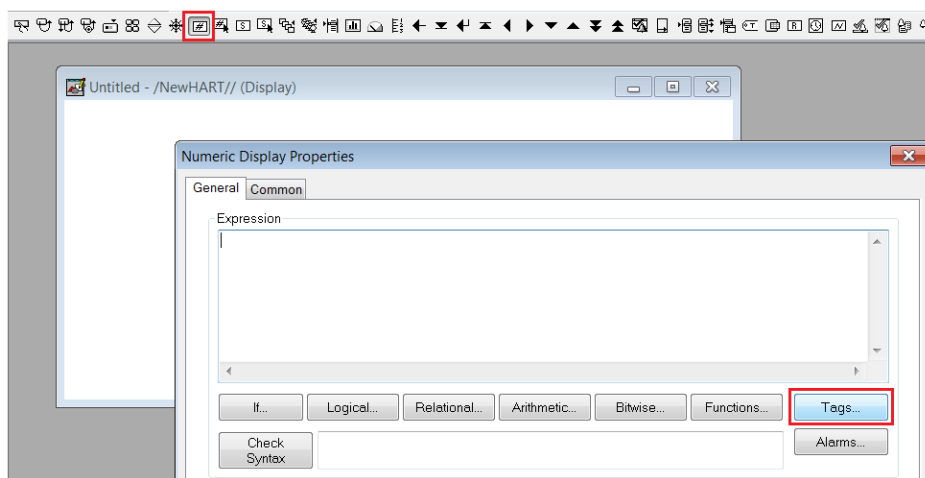 Untitled - /NewHART// (Display)
Numeric Display Properties
General Common
Expression
If... Logical... Relational... Arithmetic... Bitwise... Functions... Tags...
Check
Syntax
Alarms...